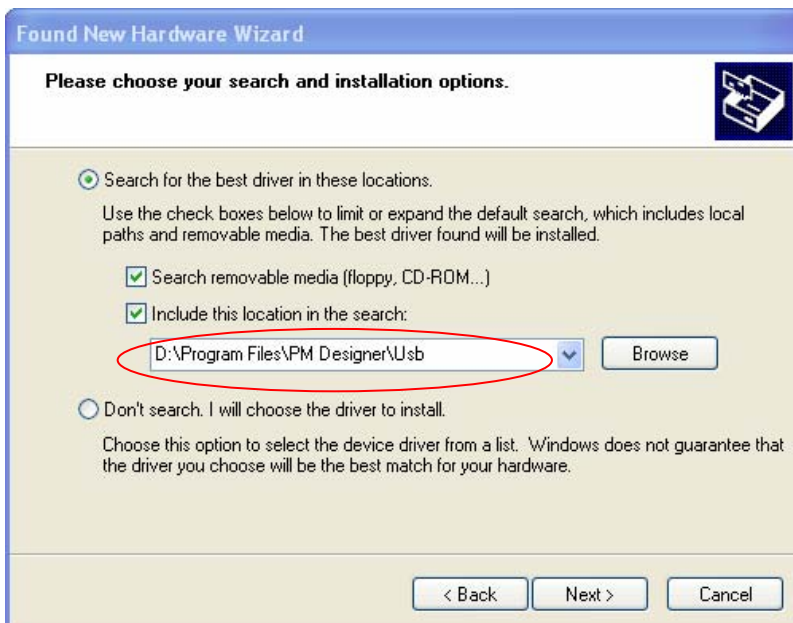 Found New Hardware Wizard
Please choose your search and installation options.
Search for the best driver in these locations.
Use the check boxes below to limit or expand the default search, which includes local
paths and removable media. The best driver found will be installed.
Search removable media (floppy, CD-ROM...)
Include this location in the search:
D:\Program Files\PM Designer\Usb
Browse
Don't search. I will choose the driver to install.
Choose this option to select the device driver from a list. Windows does not guarantee that
the driver you choose will be the best match for your hardware.
< Back Next > Cancel